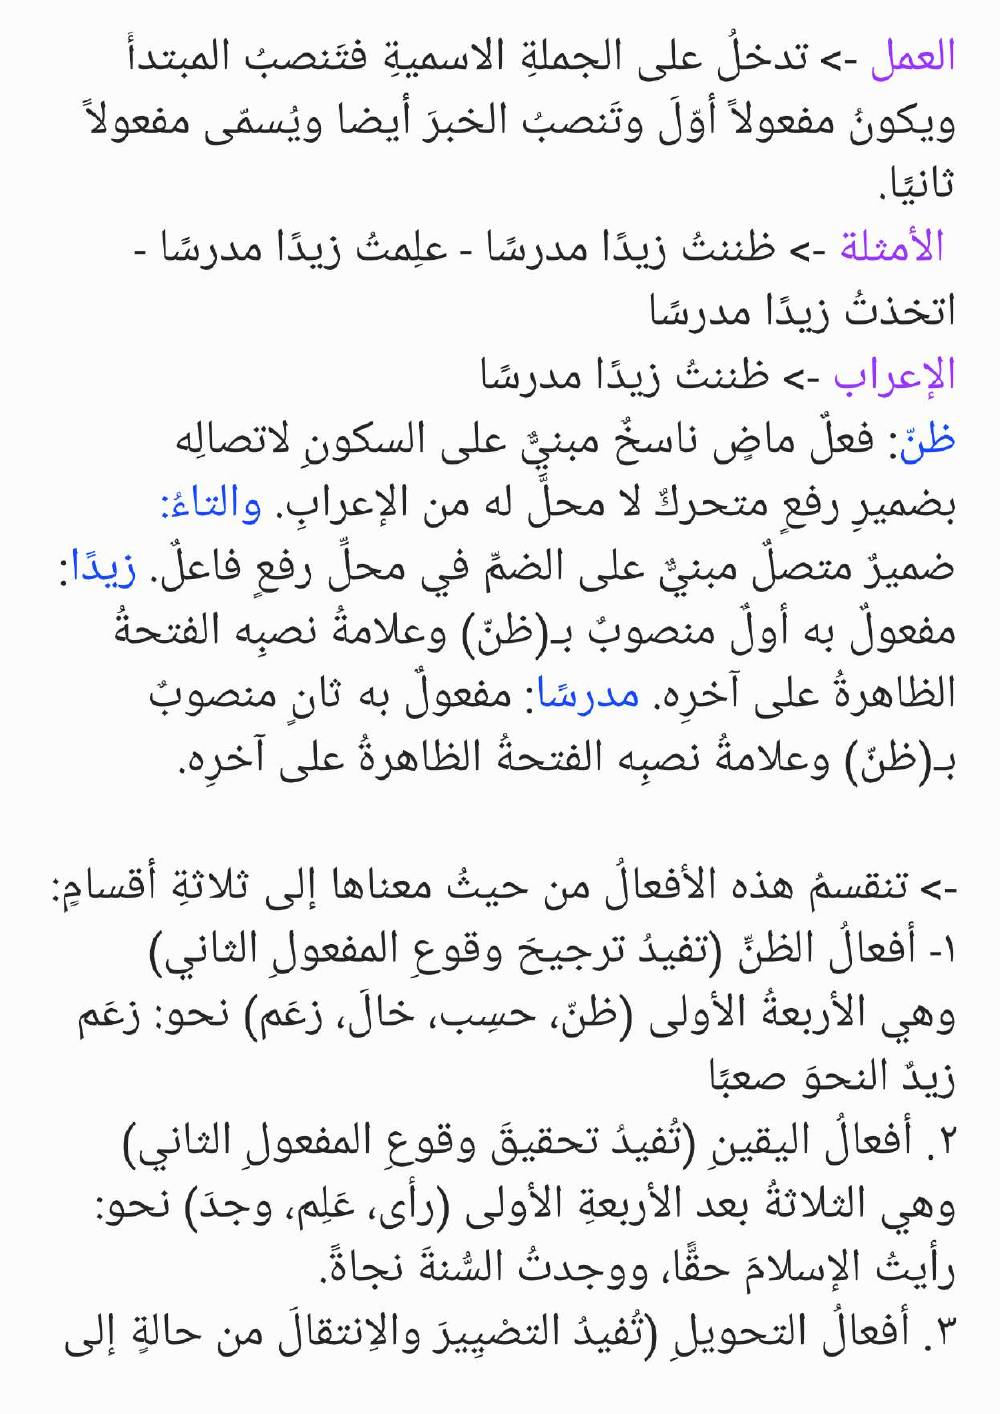 العمل -> تدخلُ على الجملةِ الاسميةِ فتَنصبُ المبتدأَ
ويكونُ مفعولاً أوّلَ وتَنصبُ الخبرَ أيضا ويُسمّى مفعولاً
ثانيًا.
الأمثلة -> ظننتُ زيدًا مدرسًا - علِمتُ زيدًا مدرسًا -
اتخذتُ زيدًا مدرسًا
الإعراب -> ظننتُ زيدًا مدرسًا
ظنّ: فعلٌ ماضٍ ناسخٌ مبنيٌّ على السكونِ لاتصالِه
بضميرِ رفعٍ متحركٌ لا محلَّ له من الإعرابِ. والتاءُ:
ضميرٌ متصلٌ مبنيٌّ على الضمِّ في محلِّ رفعٍ فاعلٌ. زيدًا:
مفعولٌ به أولٌ منصوبٌ بـ(ظنّ) وعلامةُ نصبِه الفتحةُ
الظاهرةُ على آخرِه. مدرسًا: مفعولٌ به ثانٍ منصوبٌ
بـ(ظنّ) وعلامةُ نصبِه الفتحةُ الظاهرةُ على آخرِه.
-> تنقسمُ هذه الأفعالُ من حيثُ معناها إلى ثلاثةِ أقسامٍ:
١- أفعالُ الظنِّ (تفيدُ ترجيحَ وقوعِ المفعولِ الثاني)
وهي الأربعةُ الأولى (ظنّ، حسِب، خالَ، زعَم) نحو: زعَم
زيدٌ النحوَ صعبًا
٢. أفعالُ اليقينِ (تُفيدُ تحقيقَ وقوعِ المفعولِ الثاني)
وهي الثلاثةُ بعد الأربعةِ الأولى (رأى، عَلِم، وجدَ) نحو:
رأيتُ الإسلامَ حقًّا، ووجدتُ السُّنةَ نجاةً.
٣. أفعالُ التحويلِ (تُفيدُ التصْيِيرَ والاِنتقالَ من حالةٍ إلى